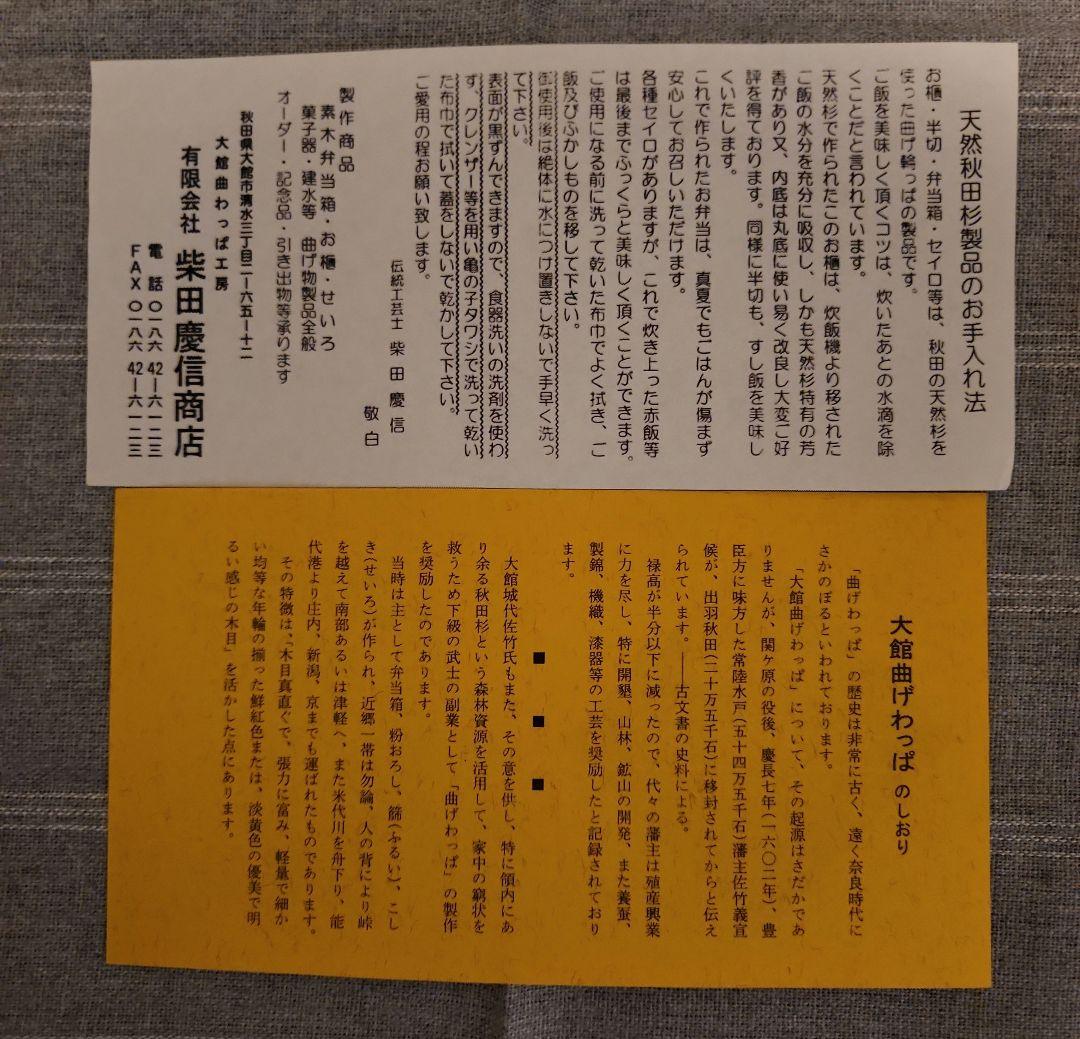 天然秋田杉製品のお手入れ法
お櫃・半切・弁当箱・セイロ等は、秋田の天然杉を
使った曲げ輪っぱの製品です。
ご飯を美味しく頂くコツは、炊いたあとの水滴を除
くことだと言われています。
天然杉で作られたこのお櫃は、炊飯機より移された
ご飯の水分を充分に吸収し、しかも天然杉特有の芳
香があり又、内底は丸底に使い易く改良し大変ご好
評を得ております。同様に半切も、すし飯を美味し
くいたします。
これで作られたお弁当は、真夏でもごはんが傷まず
安心してお召しいただけます。
各種セイロがありますが、これで炊き上った赤飯等
は最後までふっくらと美味しく頂くことができます。
ご使用になる前に洗って乾いた布巾でよく拭き、ご
飯及びふかしものを移して下さい。
御使用後は絶体に水につけ置きしないで手早く洗っ
て下さい。
表面が黒ずんできますので、食器洗いの洗剤を使わ
ず、クレンザー等を用い亀の子タワシで洗って乾い
た布巾で拭いて蓋をしないで乾かして下さい。
ご愛用の程お願い致します。
敬白
伝統工芸士 柴田慶信
製作商品
素木弁当箱・お櫃・せいろ
菓子器・建水等 曲げ物製品全般
オーダー・記念品・引き出物等承ります
秋田県大館市清水三丁目二ー六五ー十二
大館曲わっぱ工房
有限会社 柴田慶信商店
電話〇一八六 42ー六一二三
FAX〇一八六 42ー六一二三
大館曲げわっぱ のしおり
「曲げわっぱ」の歴史は非常に古く、遠く奈良時代に
さかのぼるといわれております。
「大館曲げわっぱ」について、その起源はさだかであ
りませんが、関ヶ原の役後、慶長七年(一六〇二年)、豊
臣方に味方した常陸水戸(五十四万五千石)藩主佐竹義宣
候が、出羽秋田(二十万五千石)に移封されてからと伝え
られています。――古文書の史料による。
禄高が半分以下に減ったので、代々の藩主は殖産興業
に力を尽し、特に開墾、山林、鉱山の開発、また養蚕、
製錦、機織、漆器等の工芸を奨励したと記録されており
ます。
■ ■ ■
大館城代佐竹氏もまた、その意を供し、特に領内にあ
り余る秋田杉という森林資源を活用して、家中の窮状を
救うため下級の武士の副業として「曲げわっぱ」の製作
を奨励したのであります。
当時は主として弁当箱、粉おろし、篩(ふるい)、こし
き(せいろ)が作られ、近郷一帯は勿論、人の背により峠
を越えて南部あるいは津軽へ、また米代川を舟下り、能
代港より庄内、新潟、京までも運ばれたものであります。
その特徴は、「木目真直ぐで、張力に富み、軽量で細か
い均等な年輪の揃った鮮紅色または、淡黄色の優美で明
るい感じの木目」を活かした点にあります。